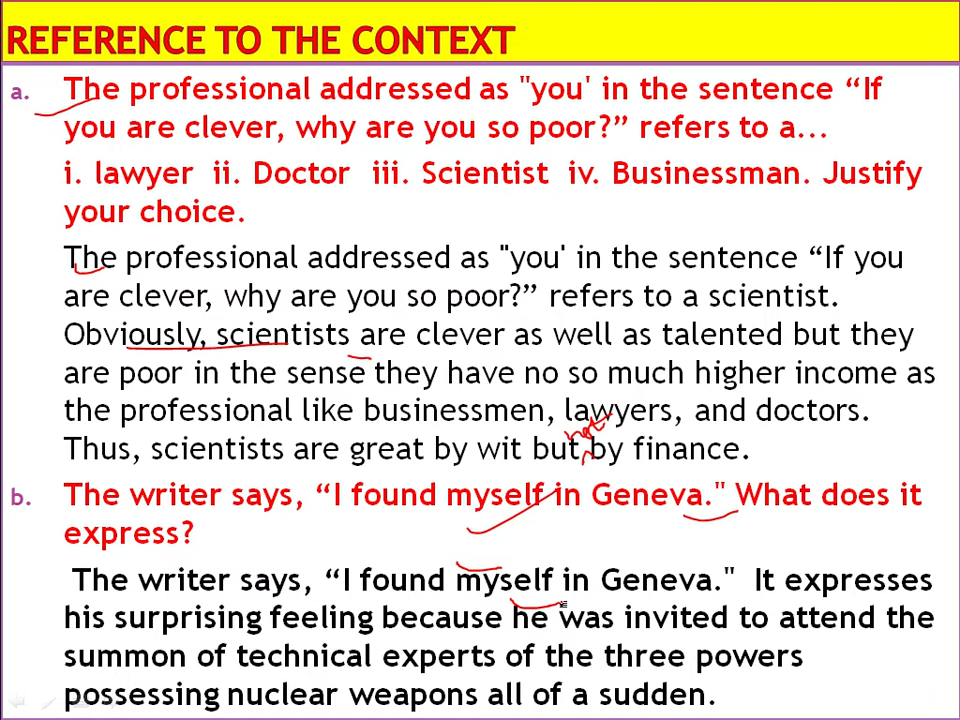 REFERENCE TO THE CONTEXT
a. The professional addressed as "you' in the sentence “If
you are clever, why are you so poor?” refers to a...
i. lawyer ii. Doctor iii. Scientist iv. Businessman. Justify
your choice.
The professional addressed as "you' in the sentence “If you
are clever, why are you so poor?” refers to a scientist.
Obviously, scientists are clever as well as talented but they
are poor in the sense they have no so much higher income as
the professional like businessmen, lawyers, and doctors.
not
Thus, scientists are great by wit but by finance.
b. The writer says, “I found myself in Geneva." What does it
express?
The writer says, “I found myself in Geneva." It expresses
his surprising feeling because he was invited to attend the
summon of technical experts of the three powers
possessing nuclear weapons all of a sudden.